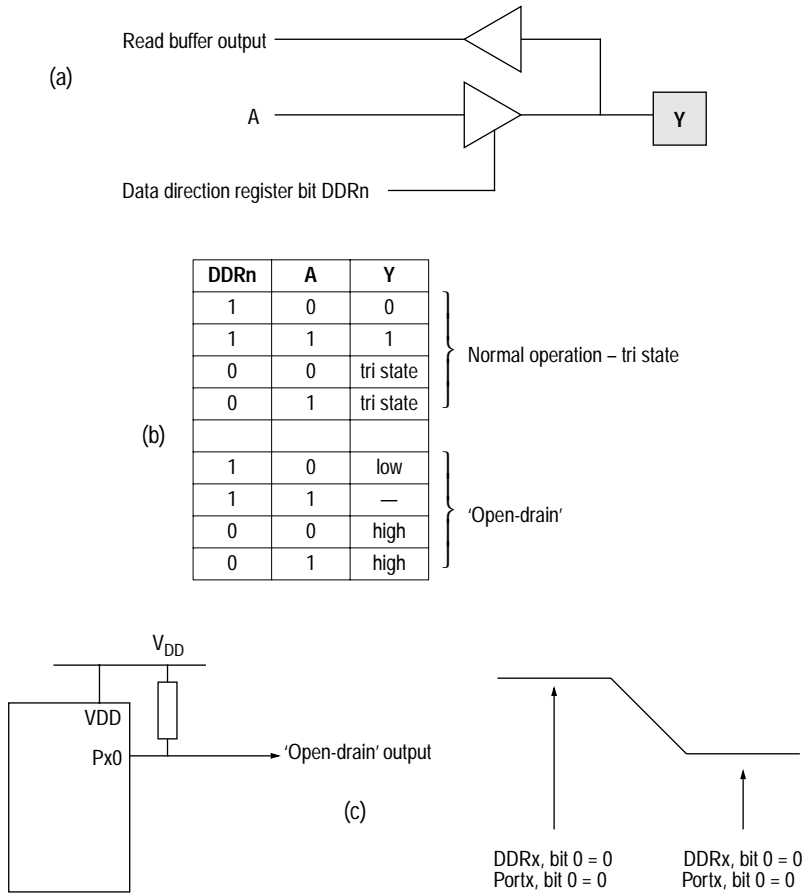 Read buffer output
(a)
A
Y
Data direction register bit DDRn
DDRn A Y
1 0 0
1 1 1
0 0 tri state
0 1 tri state
Normal operation – tri state
(b)
1 0 low
1 1 —
0 0 high
0 1 high
‘Open-drain’
VDD
VDD
Px0
‘Open-drain’ output
(c)
DDRx, bit 0 = 0
Portx, bit 0 = 0
DDRx, bit 0 = 0
Portx, bit 0 = 0